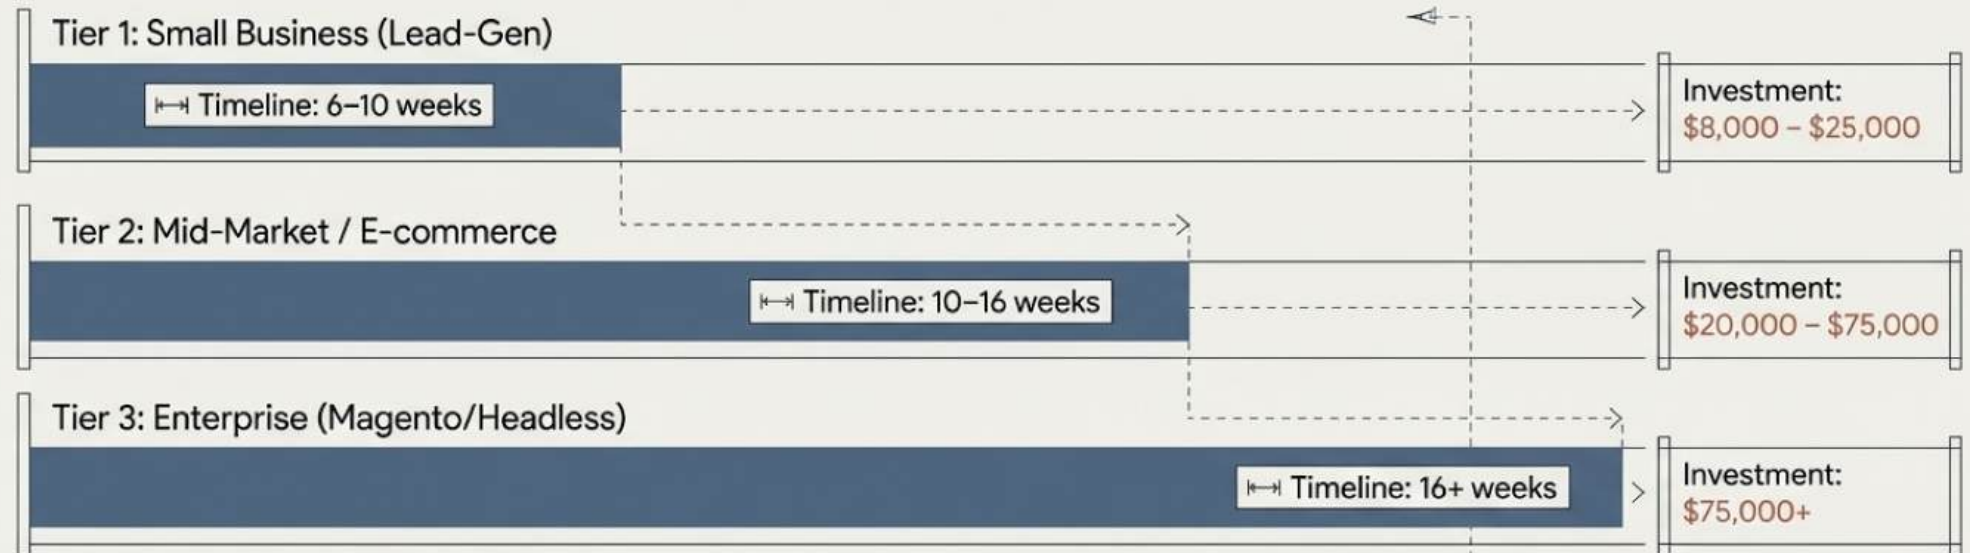 Tier 1: Small Business (Lead-Gen)
Timeline: 6–10 weeks
Investment:
$8,000 – $25,000
Tier 2: Mid-Market / E-commerce
Timeline: 10–16 weeks
Investment:
$20,000 – $75,000
Tier 3: Enterprise (Magento/Headless)
Timeline: 16+ weeks
Investment:
$75,000+